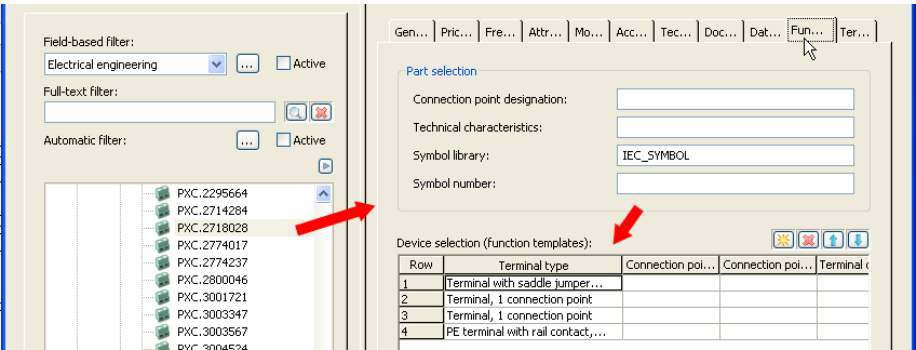 Field-based filter:
Electrical engineering
...
Active
Full-text filter:
Automatic filter:
...
Active
PXC.2295664
PXC.2714284
PXC.2718028
PXC.2774017
PXC.2774237
PXC.2800046
PXC.3001721
PXC.3003347
PXC.3003567
PXC.3004524
Gen... Pric... Fre... Attr... Mo... Acc... Tec... Doc... Dat... Fun... Ter...
Part selection
Connection point designation:
Technical characteristics:
Symbol library: IEC_SYMBOL
Symbol number:
Device selection (function templates):
Row Terminal type Connection poi... Connection poi... Terminal
1 Terminal with saddle jumper...
2 Terminal, 1 connection point
3 Terminal, 1 connection point
4 PE terminal with rail contact,...